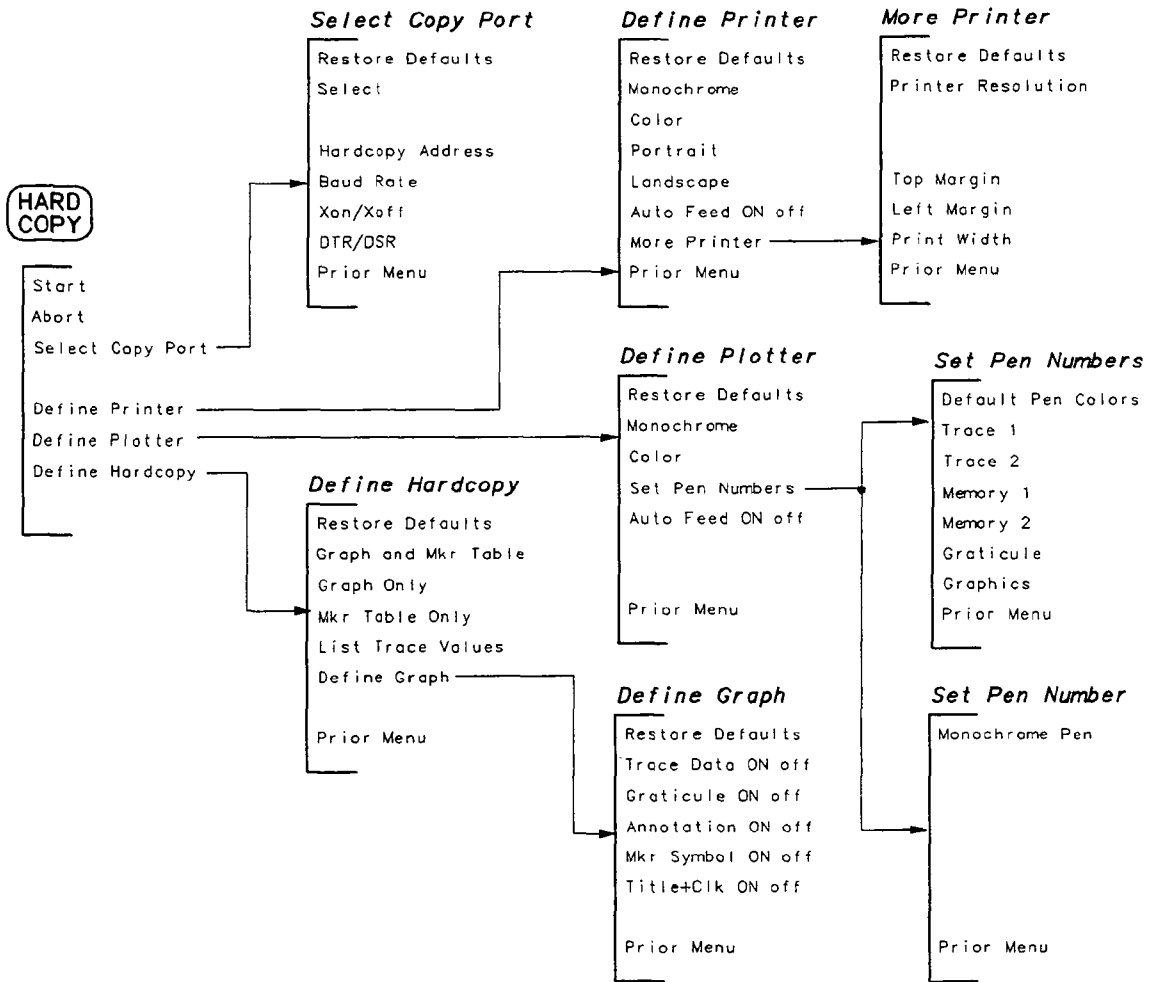 HARD
COPY
Start
Abort
Select Copy Port
Define Printer
Define Plotter
Define Hardcopy
Select Copy Port
Restore Defaults
Select
Hardcopy Address
Baud Rate
Xon/Xoff
DTR/DSR
Prior Menu
Define Printer
Restore Defaults
Monochrome
Color
Portrait
Landscape
Auto Feed ON off
More Printer
Prior Menu
More Printer
Restore Defaults
Printer Resolution
Top Margin
Left Margin
Print Width
Prior Menu
Define Plotter
Restore Defaults
Monochrome
Color
Set Pen Numbers
Auto Feed ON off
Prior Menu
Set Pen Numbers
Default Pen Colors
Trace 1
Trace 2
Memory 1
Memory 2
Graticule
Graphics
Prior Menu
Define Hardcopy
Restore Defaults
Graph and Mkr Table
Graph Only
Mkr Table Only
List Trace Values
Define Graph
Prior Menu
Define Graph
Restore Defaults
Trace Data ON off
Graticule ON off
Annotation ON off
Mkr Symbol ON off
Title+Clk ON off
Prior Menu
Set Pen Number
Monochrome Pen
Prior Menu